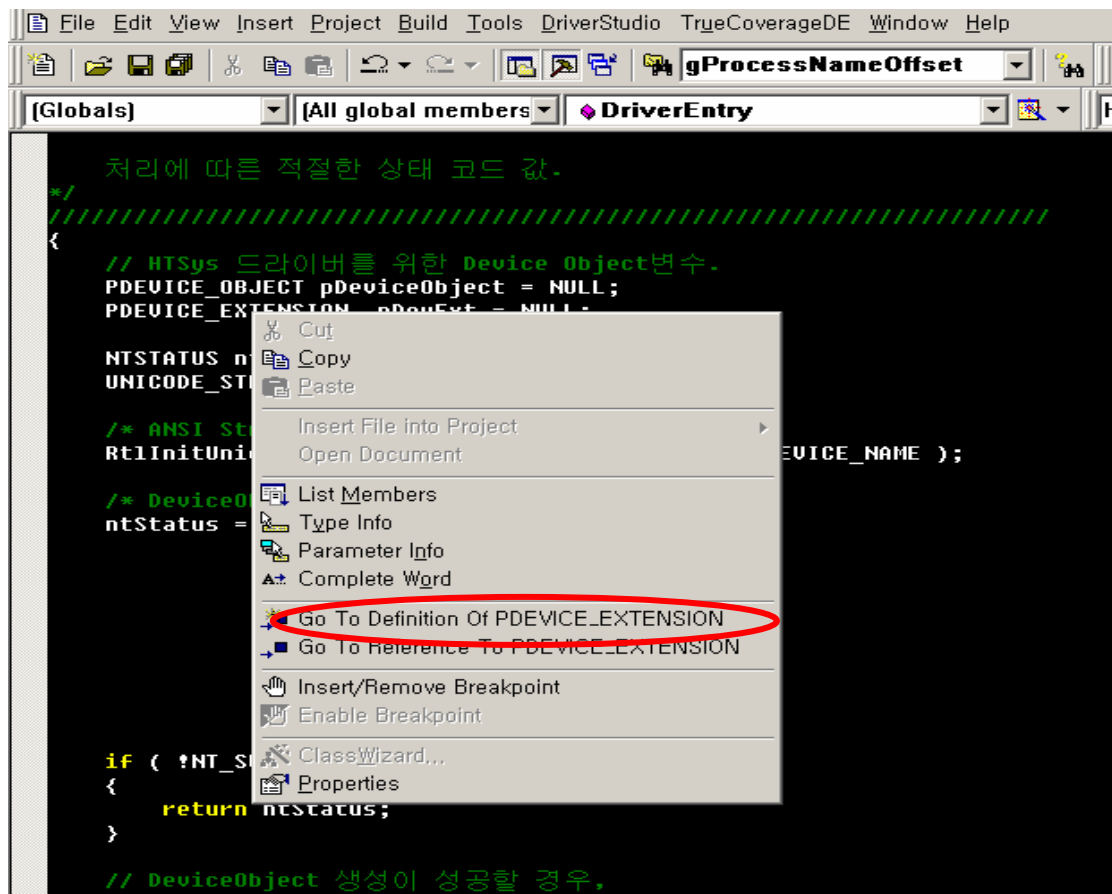 File Edit View Insert Project Build Tools DriverStudio TrueCoverageDE Window Help
gProcessNameOffset
(Globals) (All global members DriverEntry
처리에 따른 적절한 상태 코드 값.
*/
//////////////////////////////////////////////////////////////////////
{
// HTSys 드라이버를 위한 Device Object변수.
PDEVICE_OBJECT pDeviceObject = NULL;
PDEVICE_EXTENSION pDevExt = NULL;
Cut
NTSTATUS
Copy
UNICODE_ST
Paste
/* ANSI St
Insert File into Project
RtlInitUni
Open Document
EVICE_NAME );
/* DeviceO
List Members
ntStatus =
Type Info
Parameter Info
Complete Word
Go To Definition Of PDEVICE_EXTENSION
Go To Reference To PDEVICE_EXTENSION
Insert/Remove Breakpoint
Enable Breakpoint
ClassWizard...
if ( !NT_S
Properties
{
return ntStatus;
}
// DeviceObject 생성이 성공할 경우,